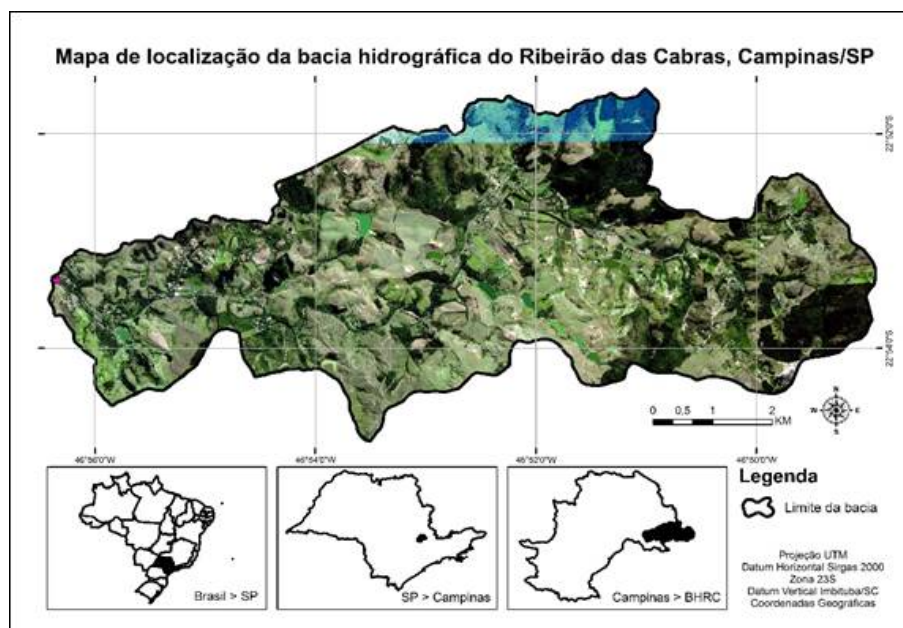 Mapa de localização da bacia hidrográfica do Ribeirão das Cabras, Campinas/SP
22°52'0"S
22°54'0"S
N
W
E
S
0 0,5 1 2
KM
46°56'0"W 46°54'0"W 46°52'0"W 46°50'0"W
Brasil > SP
SP > Campinas
Campinas > BHRC
Legenda
Limite da bacia
Projeção UTM
Datum Horizontal Sirgas 2000
Zona 23S
Datum Vertical Imbituba/SC
Coordenadas Geográficas